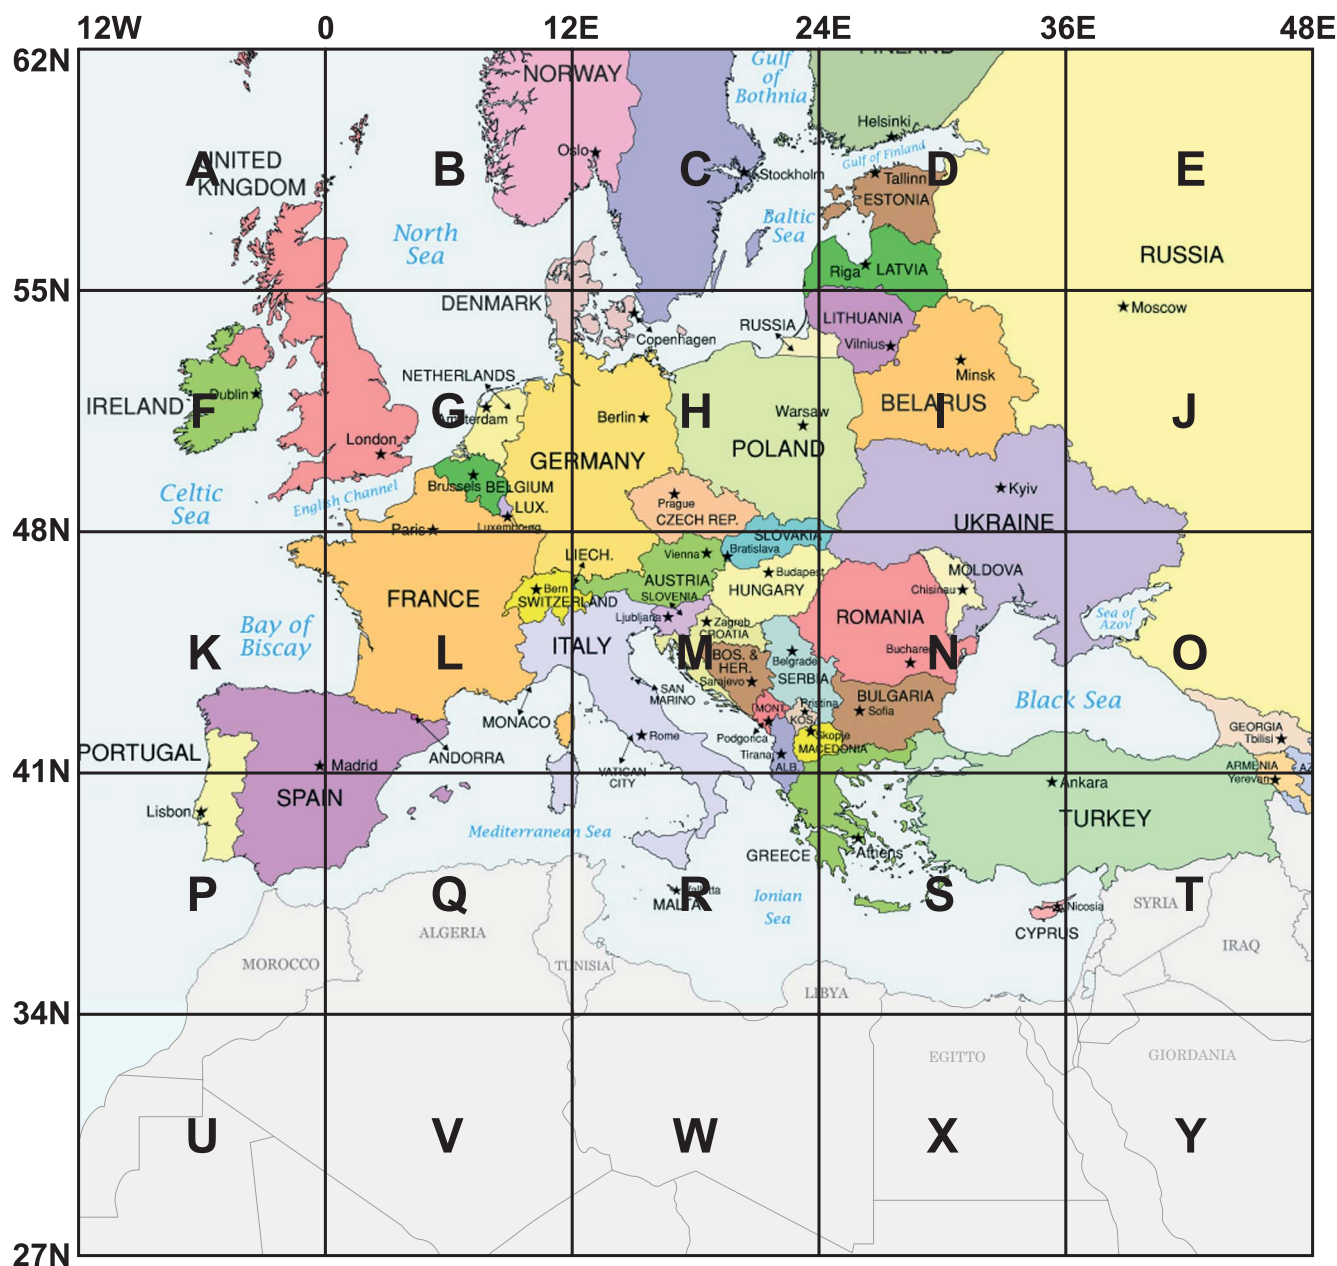 12W 0 12E 24E 36E 48E
62N
NORWAY
Gulf
of
Bothnia
Helsinki
Oslo
Gulf of Finland
A
UNITED
KINGDOM
B
C
Stockholm
D
Tallinn
ESTONIA
E
North
Sea
Baltic
Sea
RUSSIA
Riga
LATVIA
55N
DENMARK
Copenhagen
RUSSIA
LITHUANIA
Vilnius
Moscow
Minsk
NETHERLANDS
Amsterdam
IRELAND
Dublin
F
G
Berlin
H
Warsaw
POLAND
BELARUS
I
J
London
GERMANY
English Channel
Celtic
Sea
Brussels
BELGIUM
LUX.
Luxembourg
Prague
CZECH REP.
Kyiv
UKRAINE
Paris
48N
SLOVAKIA
Bratislava
Vienna
LIECH.
AUSTRIA
Budapest
HUNGARY
MOLDOVA
Chisinau
FRANCE
Bern
SWITZERLAND
SLOVENIA
Ljubljana
Zagreb
CROATIA
ROMANIA
Sea of
Azov
Bay of
Biscay
K
L
ITALY
M
BOS. &
HER.
Sarajevo
Belgrade
SERBIA
N
O
SAN
MARINO
BULGARIA
Sofia
Black Sea
MONACO
MONT.
Pristina
KOS.
Podgorica
Skopje
MACEDONIA
Rome
Tirana
ALB.
GEORGIA
Tbilisi
PORTUGAL
ANDORRA
Madrid
VATICAN
CITY
ARMENIA
Yerevan
AZ
41N
SPAIN
Ankara
TURKEY
Lisbon
Mediterranean Sea
GREECE
Athens
P
Q
MALTA
R
Ionian
Sea
S
Nicosia
CYPRUS
SYRIA
T
ALGERIA
MOROCCO
TUNISIA
LIBYA
IRAQ
34N
EGITTO
GIORDANIA
U
V
W
X
Y
27N